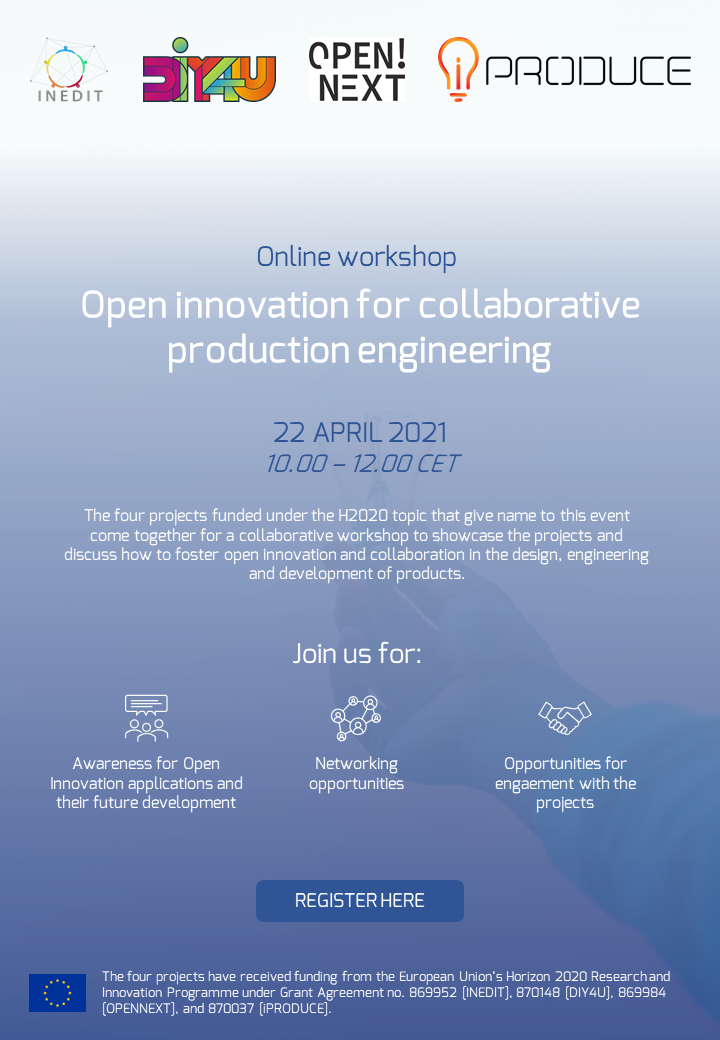 INEDIT
DIY4U
OPEN!
NEXT
iPRODUCE
Online workshop
Open innovation for collaborative
production engineering
22 APRIL 2021
10.00 – 12.00 CET
The four projects funded under the H2020 topic that give name to this event
come together for a collaborative workshop to showcase the projects and
discuss how to foster open innovation and collaboration in the design, engineering
and development of products.
Join us for:
Awareness for Open
Innovation applications and
their future development
Networking
opportunities
Opportunities for
engaement with the
projects
REGISTER HERE
The four projects have received funding from the European Union's Horizon 2020 Research and
Innovation Programme under Grant Agreement no. 869952 [INEDIT], 870148 [DIY4U], 869984
[OPENNEXT], and 870037 [iPRODUCE].